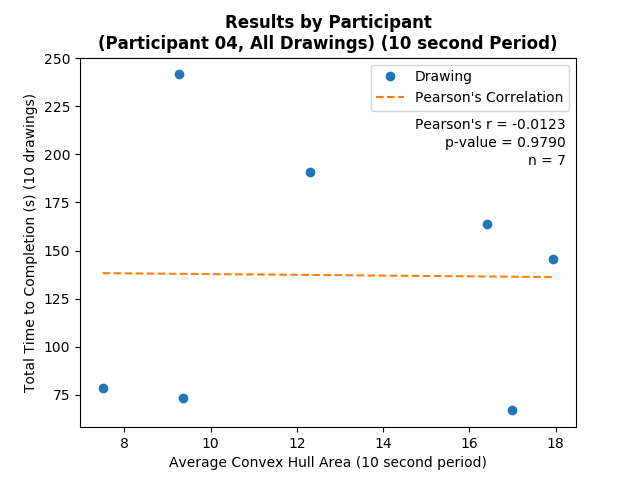 Results by Participant
(Participant 04, All Drawings) (10 second Period)
Drawing
Pearson's Correlation
Pearson's r = -0.0123
p-value = 0.9790
n = 7
Total Time to Completion (s) (10 drawings)
250
225
200
175
150
125
100
75
8 10 12 14 16 18
Average Convex Hull Area (10 second period)